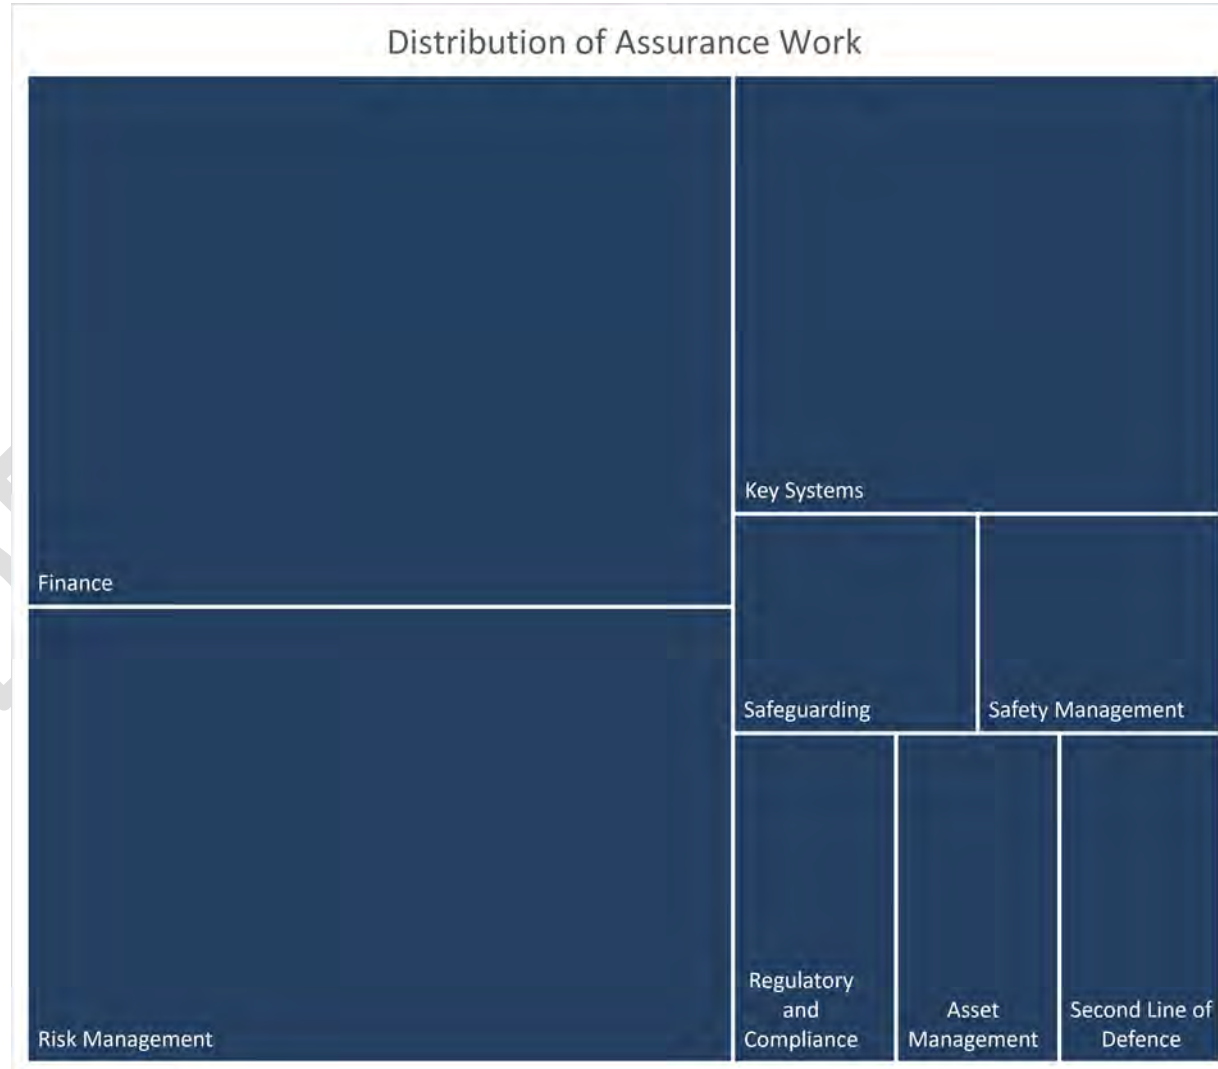 Distribution of Assurance Work
Finance
Key Systems
Safeguarding
Safety Management
Risk Management
Regulatory
and
Compliance
Asset
Management
Second Line of
Defence